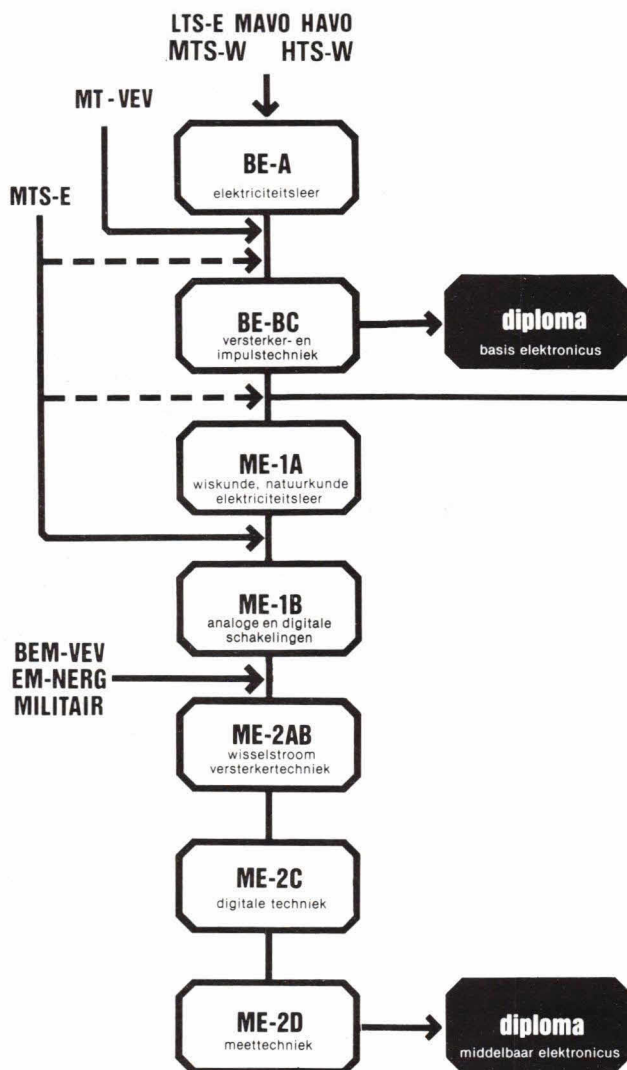 LTS-E MAVO HAVO
MTS-W HTS-W
MT-VEV
BE-A
elektriciteitsleer
MTS-E
BE-BC
versterker- en
impulstechniek
diploma
basis elektronicus
ME-1A
wiskunde, natuurkunde
elektriciteitsleer
ME-1B
analoge en digitale
schakelingen
BEM-VEV
EM-NERG
MILITAIR
ME-2AB
wisselstroom
versterkertechniek
ME-2C
digitale techniek
ME-2D
meettechniek
diploma
middelbaar elektronicus